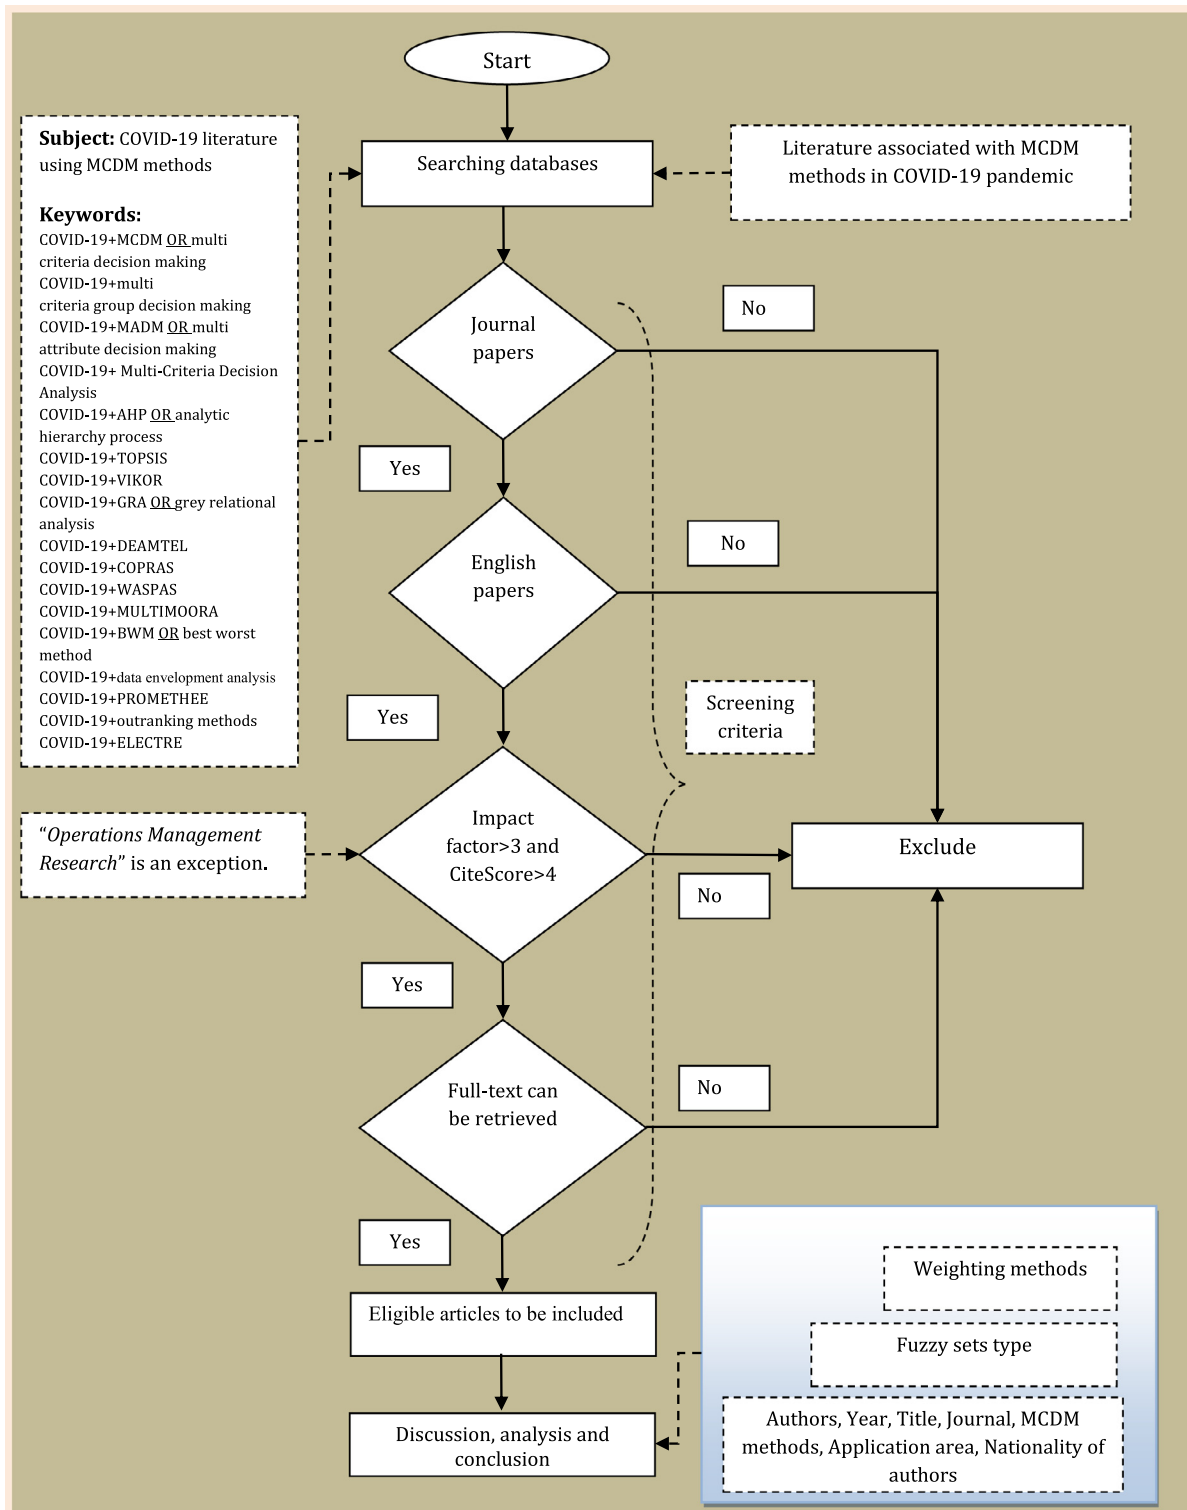 Start
Subject: COVID-19 literature
using MCDM methods
Keywords:
COVID-19+MCDM OR multi
criteria decision making
COVID-19+multi
criteria group decision making
COVID-19+MADM OR multi
attribute decision making
COVID-19+ Multi-Criteria Decision
Analysis
COVID-19+AHP OR analytic
hierarchy process
COVID-19+TOPSIS
COVID-19+VIKOR
COVID-19+GRA OR grey relational
analysis
COVID-19+DEAMTEL
COVID-19+COPRAS
COVID-19+WASPAS
COVID-19+MULTIMOORA
COVID-19+BWM OR best worst
method
COVID-19+data envelopment analysis
COVID-19+PROMETHEE
COVID-19+outranking methods
COVID-19+ELECTRE
Searching databases
Literature associated with MCDM
methods in COVID-19 pandemic
Journal
papers
No
Yes
English
papers
No
Yes
Screening
criteria
"Operations Management
Research" is an exception.
Impact
factor>3 and
CiteScore>4
Exclude
No
Yes
Full-text can
be retrieved
No
Yes
Eligible articles to be included
Discussion, analysis and
conclusion
Weighting methods
Fuzzy sets type
Authors, Year, Title, Journal, MCDM
methods, Application area, Nationality of
authors